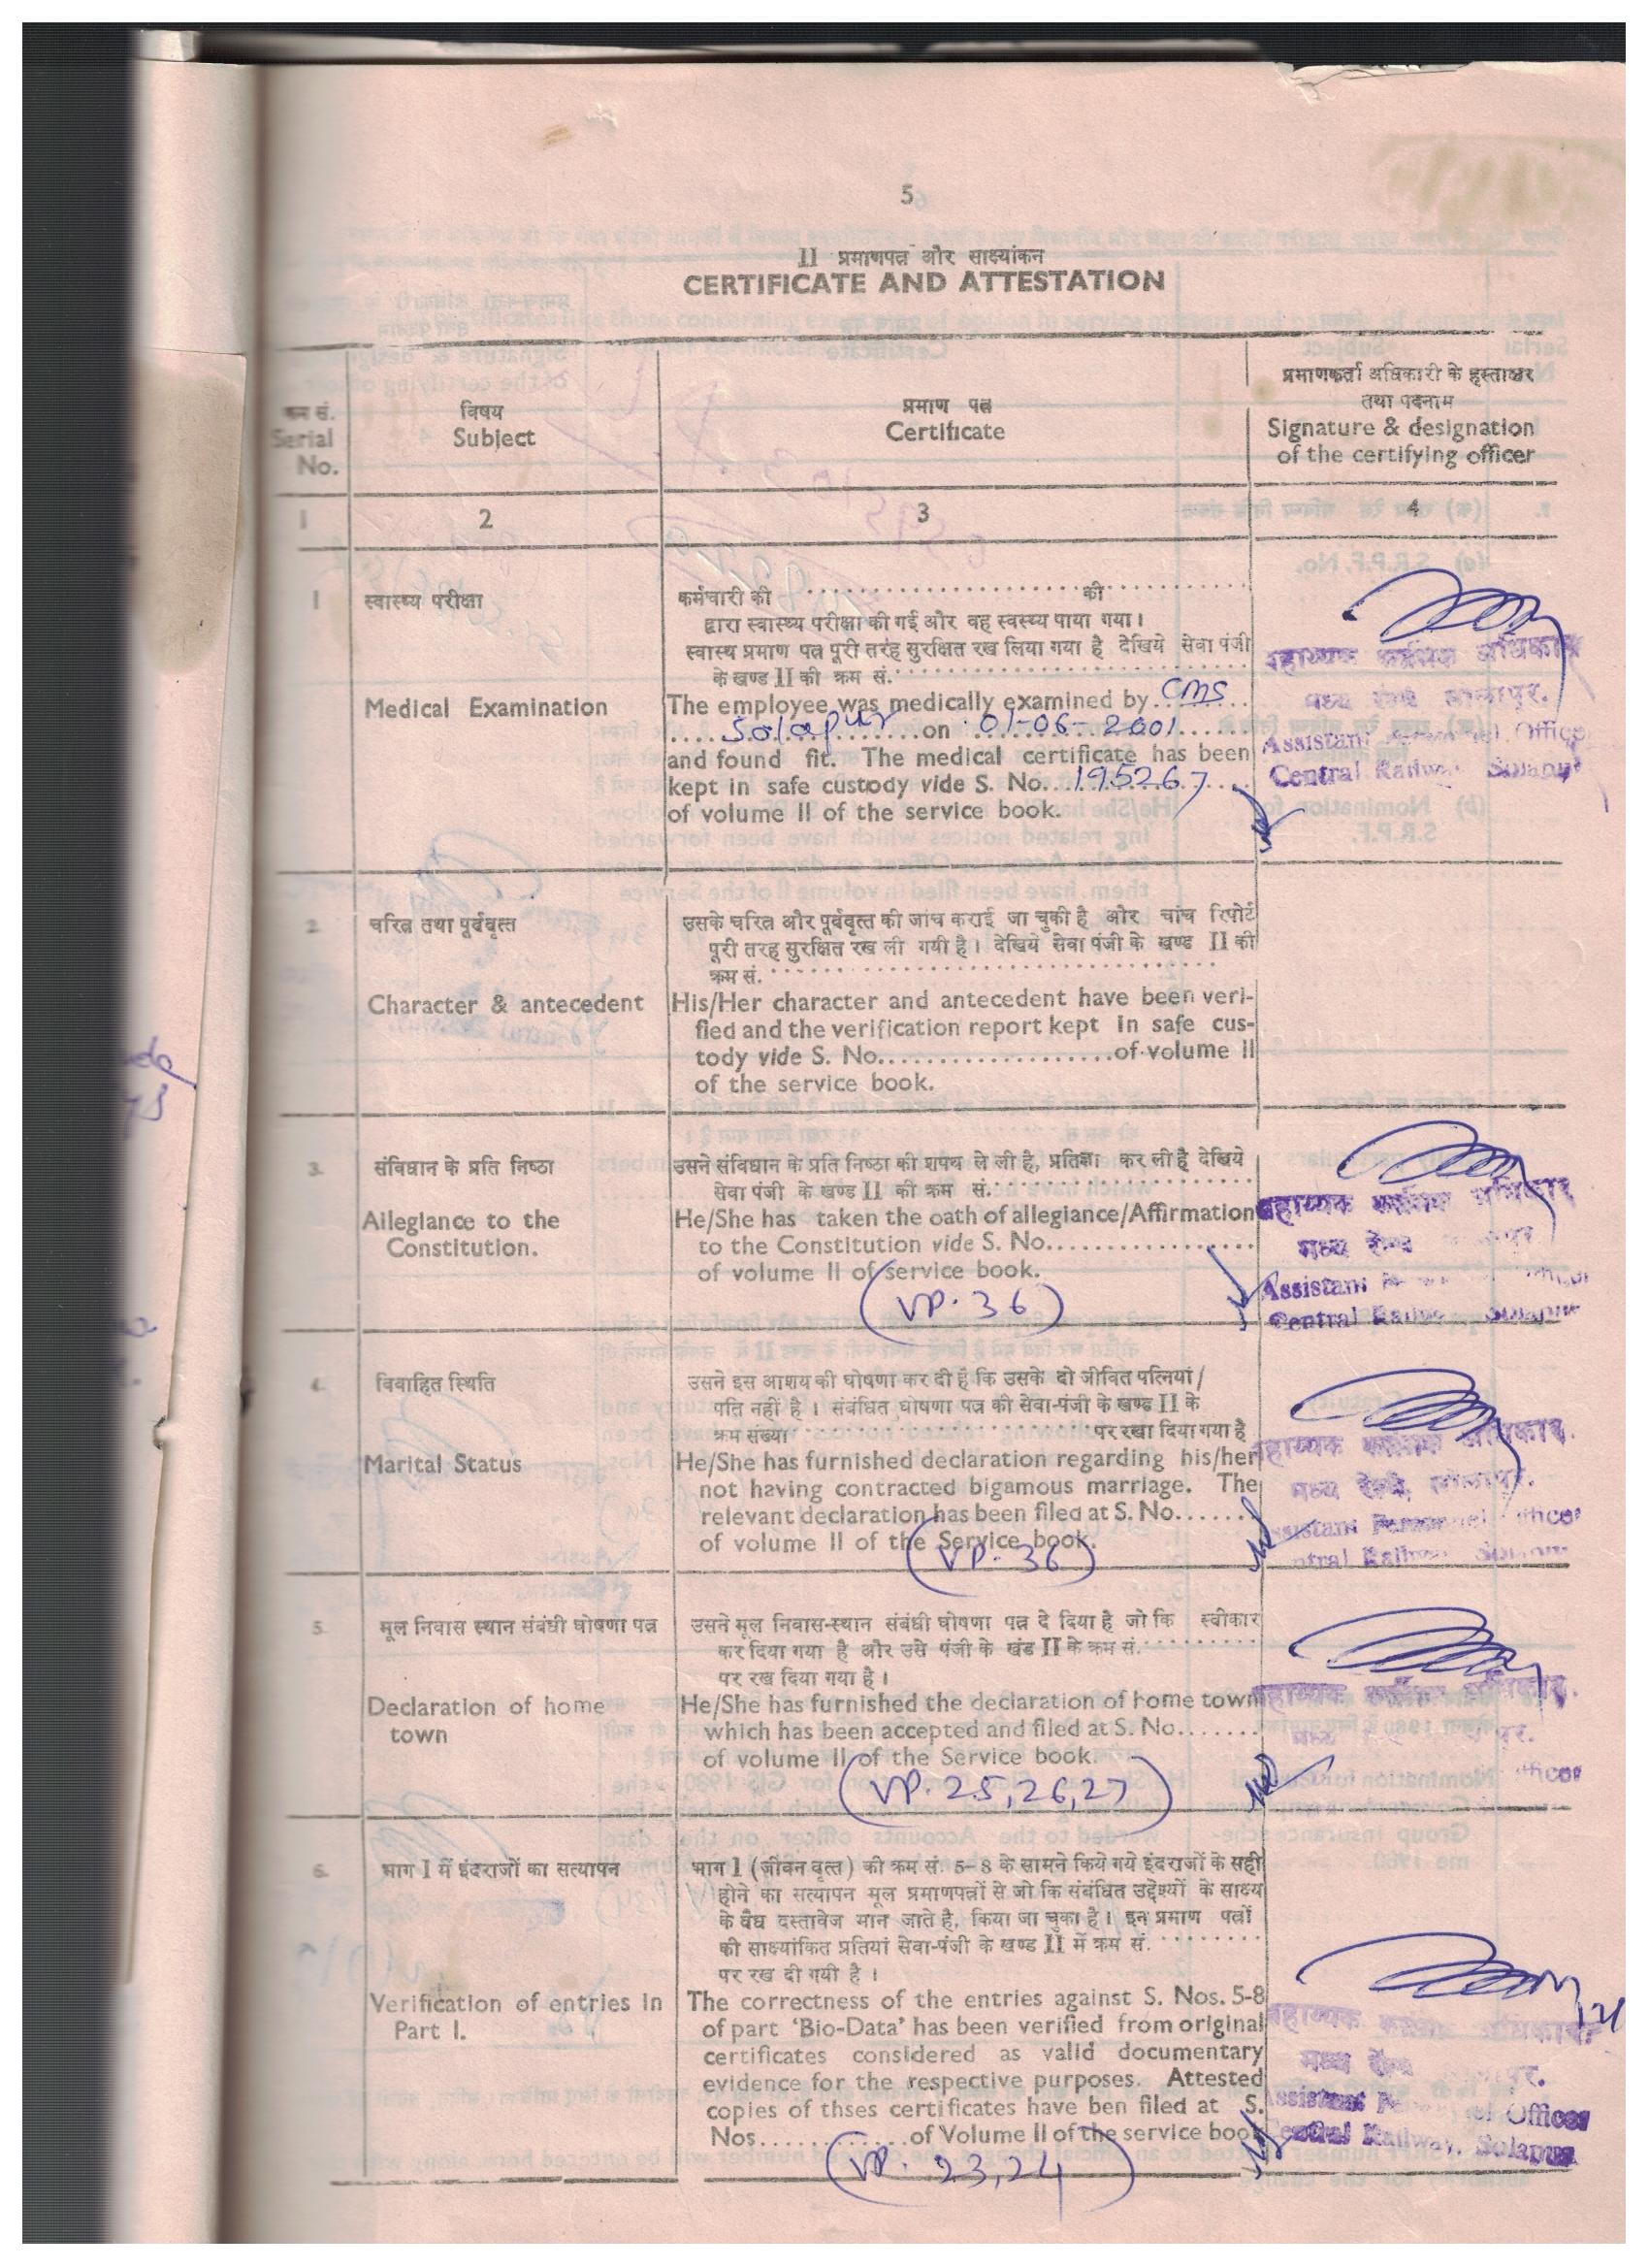 5
II प्रमाणपत्र और साक्ष्यांकन
CERTIFICATE AND ATTESTATION
क्रम सं.
Serial
No.
विषय
Subject
प्रमाण पत्र
Certificate
प्रमाणकर्ता अधिकारी के हस्ताक्षर
तथा पदनाम
Signature & designation
of the certifying officer
1 2 3 4
1 स्वास्थ्य परीक्षा
Medical Examination
कर्मचारी की ........................ की ................
द्वारा स्वास्थ्य परीक्षा की गई और वह स्वस्थ्य पाया गया।
स्वास्थ प्रमाण पत्र पूरी तरह सुरक्षित रख लिया गया है देखिये सेवा पंजी
के खण्ड II की क्रम सं. ..............................
The employee was medically examined by CMS
Solapur on 01-06-2001
and found fit. The medical certificate has been
kept in safe custody vide S. No. 195267
of volume II of the service book.
सहाय्यक कार्मिक अधिकारी
मध्य रेल्वे सोलापुर.
Assistant Personnel Officer
Central Railway Solapur
2. चरित्र तथा पूर्ववृत्त
Character & antecedent
उसके चरित्र और पूर्ववृत्त की जांच कराई जा चुकी है और चांच रिपोर्ट
पूरी तरह सुरक्षित रख ली गयी है। देखिये सेवा पंजी के खण्ड II की
क्रम सं. ..............................
His/Her character and antecedent have been veri-
fied and the verification report kept in safe cus-
tody vide S. No....................of volume II
of the service book.
3. संविधान के प्रति निष्ठा
Allegiance to the
Constitution.
उसने संविधान के प्रति निष्ठा की शपथ ले ली है, प्रतिज्ञा कर ली है देखिये
सेवा पंजी के खण्ड II की क्रम सं. ..............................
He/She has taken the oath of allegiance/Affirmation
to the Constitution vide S. No..................
of volume II of service book.
VP. 36
सहाय्यक कार्मिक अधिकारी
मध्य रेल्वे
Assistant
Central Railway Solapur
4. विवाहित स्थिति
Marital Status
उसने इस आशय की घोषणा कर दी है कि उसके दो जीवित पत्नियां/
पति नहीं है। संबंधित घोषणा पत्र की सेवा-पंजी के खण्ड II के
क्रम संख्या .............................. पर रखा दिया गया है
He/She has furnished declaration regarding his/her
not having contracted bigamous marriage. The
relevant declaration has been filed at S. No.......
of volume II of the Service book.
VP. 36
सहाय्यक कार्मिक अधिकारी.
मध्य रेल्वे, सोलापुर.
Assistant Personnel Officer
Central Railway Solapur
5. मूल निवास स्थान संबंधी घोषणा पत्र
Declaration of home
town
उसने मूल निवास-स्थान संबंधी घोषणा पत्र दे दिया है जो कि स्वीकार
कर दिया गया है और उसे पंजी के खंड II के क्रम सं. ............
पर रख दिया गया है।
He/She has furnished the declaration of home town
which has been accepted and filed at S. No.......
of volume II of the Service book.
VP. 25,26,27
सहाय्यक कार्मिक अधिकारी.
6. भाग I में इंदराजों का सत्यापन
Verification of entries in
Part I.
भाग 1 (जीवन वृत्त) की क्रम सं. 5-8 के सामने किये गये इंदराजों के सही
होने का सत्यापन मूल प्रमाणपत्रों से जो कि संबंधित उद्देश्यों के साध्य
के वैध दस्तावेज मान जाते है, किया जा चुका है। इन प्रमाण पत्रों
की साक्ष्यांकित प्रतियां सेवा-पंजी के खण्ड II में क्रम सं. ............
पर रख दी गयी है।
The correctness of the entries against S. Nos. 5-8
of part ‘Bio-Data’ has been verified from original
certificates considered as valid documentary
evidence for the respective purposes. Attested
copies of thses certificates have ben filed at S.
Nos..............of Volume II of the service book
VP. 23,24
सहाय्यक कार्मिक अधिकारी
मध्य रेल्वे सोलापुर.
Assistant Personnel Officer
Central Railway, Solapur